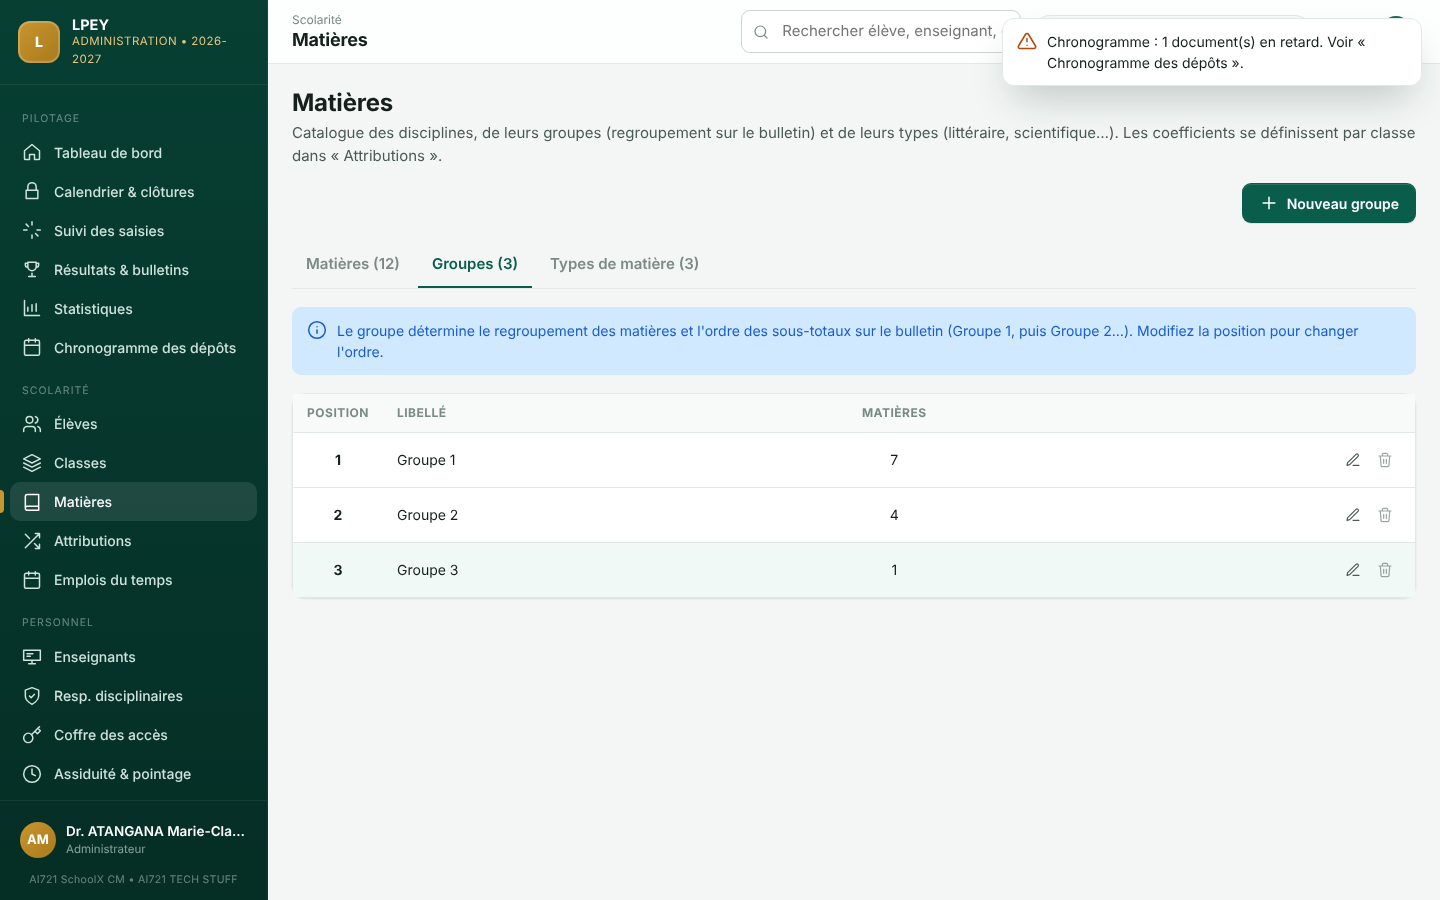 L
LPEY
ADMINISTRATION • 2026-
2027
PILOTAGE
Tableau de bord
Calendrier & clôtures
Suivi des saisies
Résultats & bulletins
Statistiques
Chronogramme des dépôts
SCOLARITÉ
Élèves
Classes
Matières
Attributions
Emplois du temps
PERSONNEL
Enseignants
Resp. disciplinaires
Coffre des accès
Assiduité & pointage
AM
Dr. ATANGANA Marie-Cla...
Administrateur
AI721 SchoolX CM • AI721 TECH STUFF
Scolarité
Matières
Rechercher élève, enseignant,
Chronogramme : 1 document(s) en retard. Voir «
Chronogramme des dépôts ».
Matières
Catalogue des disciplines, de leurs groupes (regroupement sur le bulletin) et de leurs types (littéraire, scientifique...). Les coefficients se définissent par classe
dans « Attributions ».
Nouveau groupe
Matières (12)
Groupes (3)
Types de matière (3)
Le groupe détermine le regroupement des matières et l'ordre des sous-totaux sur le bulletin (Groupe 1, puis Groupe 2...). Modifiez la position pour changer
l'ordre.
POSITION LIBELLÉ MATIÈRES
1 Groupe 1 7
2 Groupe 2 4
3 Groupe 3 1